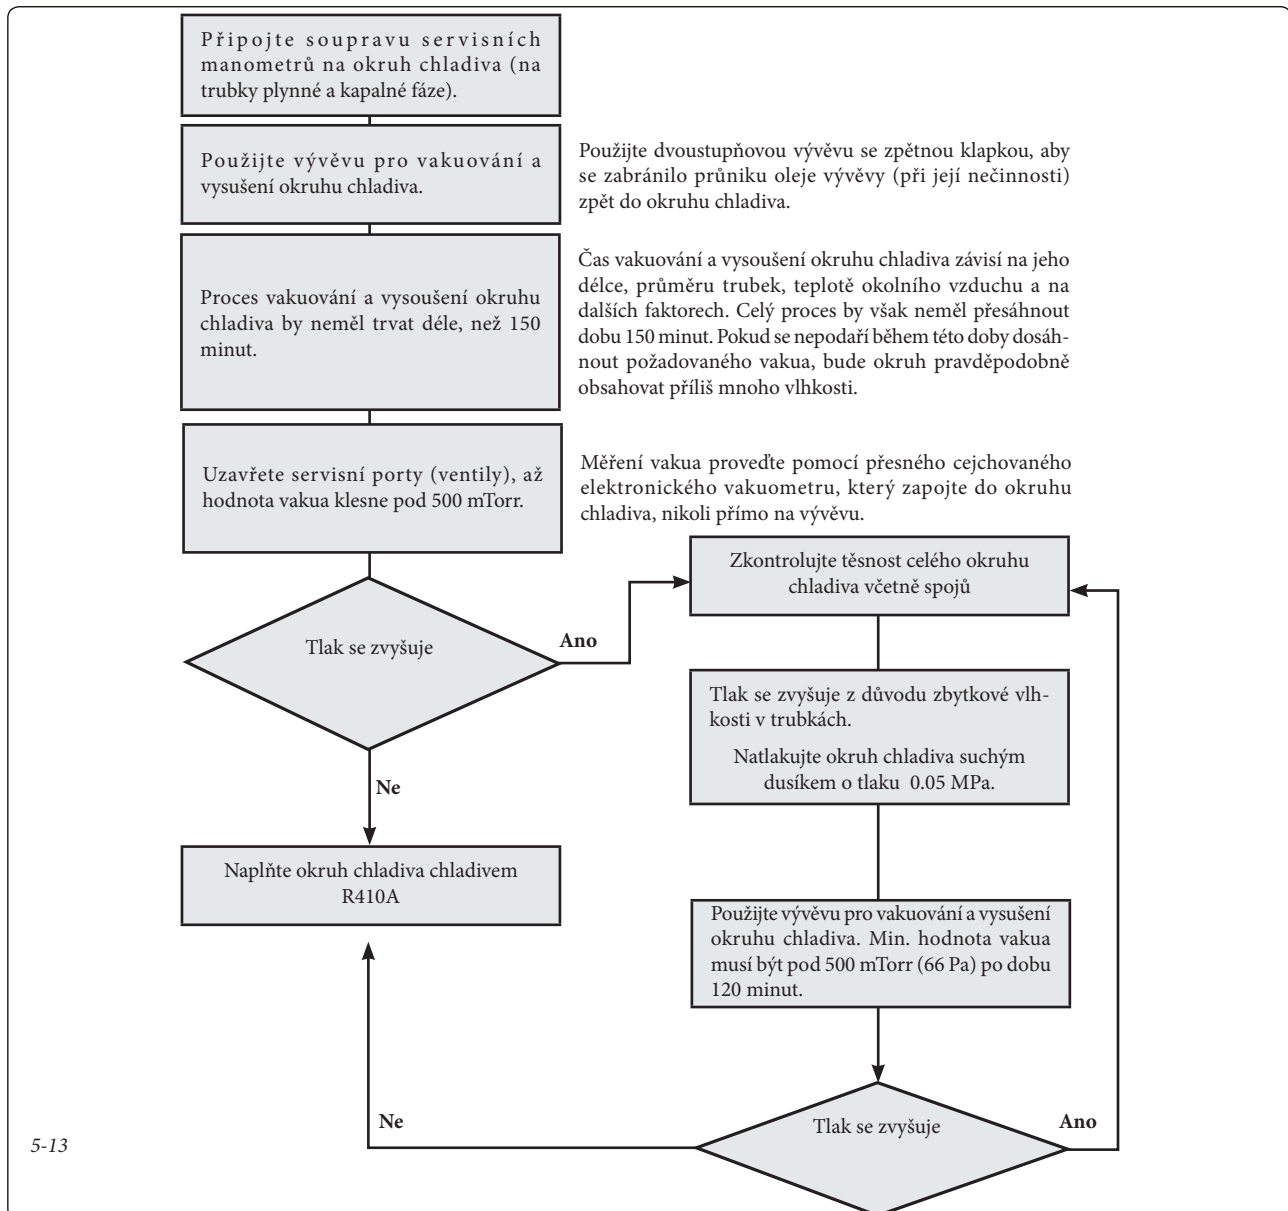 Připojte soupravu servisních
manometrů na okruh chladiva (na
trubky plynné a kapalné fáze).
Použijte vývěvu pro vakuování a
vysušení okruhu chladiva.
Použijte dvoustupňovou vývěvu se zpětnou klapkou, aby
se zabránilo průniku oleje vývěvy (při její nečinnosti)
zpět do okruhu chladiva.
Proces vakuování a vysoušení okruhu
chladiva by neměl trvat déle, než 150
minut.
Čas vakuování a vysoušení okruhu chladiva závisí na jeho
délce, průměru trubek, teplotě okolního vzduchu a na
dalších faktorech. Celý proces by však neměl přesáhnout
dobu 150 minut. Pokud se nepodaří během této doby dosáh-
nout požadovaného vakua, bude okruh pravděpodobně
obsahovat příliš mnoho vlhkosti.
Uzavřete servisní porty (ventily), až
hodnota vakua klesne pod 500 mTorr.
Měření vakua proveďte pomocí přesného cejchovaného
elektronického vakuometru, který zapojte do okruhu
chladiva, nikoli přímo na vývěvu.
Zkontrolujte těsnost celého okruhu
chladiva včetně spojů
Tlak se zvyšuje
Ano
Tlak se zvyšuje z důvodu zbytkové vlh-
kosti v trubkách.
Natlakujte okruh chladiva suchým
dusíkem o tlaku 0.05 MPa.
Ne
Naplňte okruh chladiva chladivem
R410A
Použijte vývěvu pro vakuování a vysušení
okruhu chladiva. Min. hodnota vakua
musí být pod 500 mTorr (66 Pa) po dobu
120 minut.
Ne
Tlak se zvyšuje
Ano
5-13